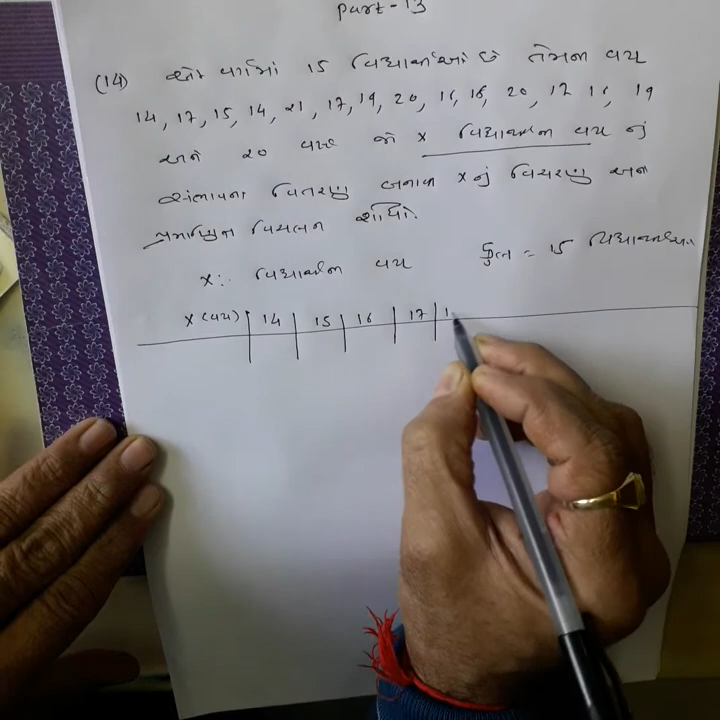 Part-13
(14) એક વર્ગમાં 15 વિદ્યાર્થીઓ છે તેમના વય
14, 17, 15, 14, 21, 17, 19, 20, 16, 18, 20, 17 16, 19
અને ૨૦ વર્ષ જો X વિદ્યાર્થીના વય નું
સંભાવના વિતરણ બનાવો X નું વિચરણ અને
પ્રમાણિત વિચલન શોધો.
X: વિદ્યાર્થીના વય
કુલ = 15
X (વય) 14 15 16 17 1